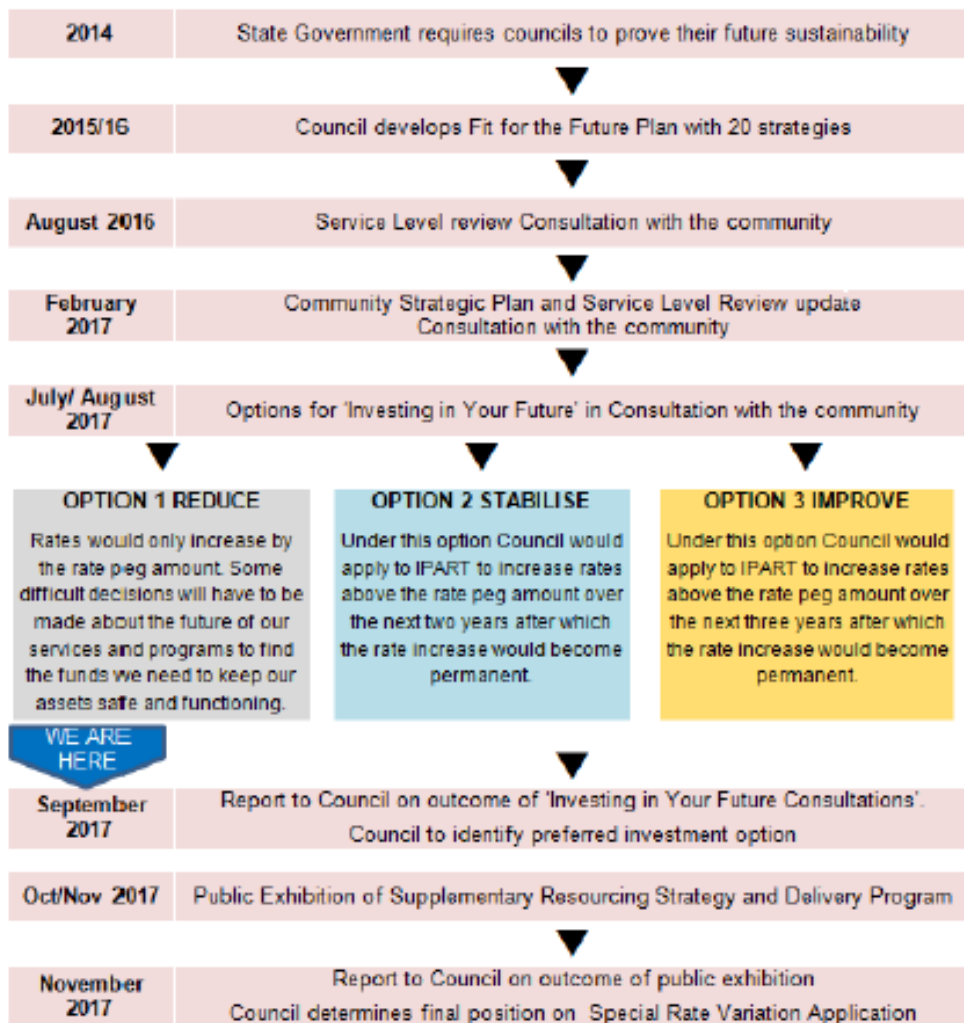 2014 State Government requires councils to prove their future sustainability
2015/16 Council develops Fit for the Future Plan with 20 strategies
August 2016 Service Level review Consultation with the community
February 2017 Community Strategic Plan and Service Level Review update
Consultation with the community
July/ August 2017 Options for 'Investing in Your Future' in Consultation with the community
OPTION 1 REDUCE
Rates would only increase by
the rate peg amount. Some
difficult decisions will have to be
made about the future of our
services and programs to find
the funds we need to keep our
assets safe and functioning.
OPTION 2 STABILISE
Under this option Council would
apply to IPART to increase rates
above the rate peg amount over
the next two years after which
the rate increase would become
permanent.
OPTION 3 IMPROVE
Under this option Council would
apply to IPART to increase rates
above the rate peg amount over
the next three years after which
the rate increase would become
permanent.
WE ARE
HERE
September 2017 Report to Council on outcome of 'Investing in Your Future Consultations'.
Council to identify preferred investment option
Oct/Nov 2017 Public Exhibition of Supplementary Resourcing Strategy and Delivery Program
November 2017 Report to Council on outcome of public exhibition
Council determines final position on Special Rate Variation Application